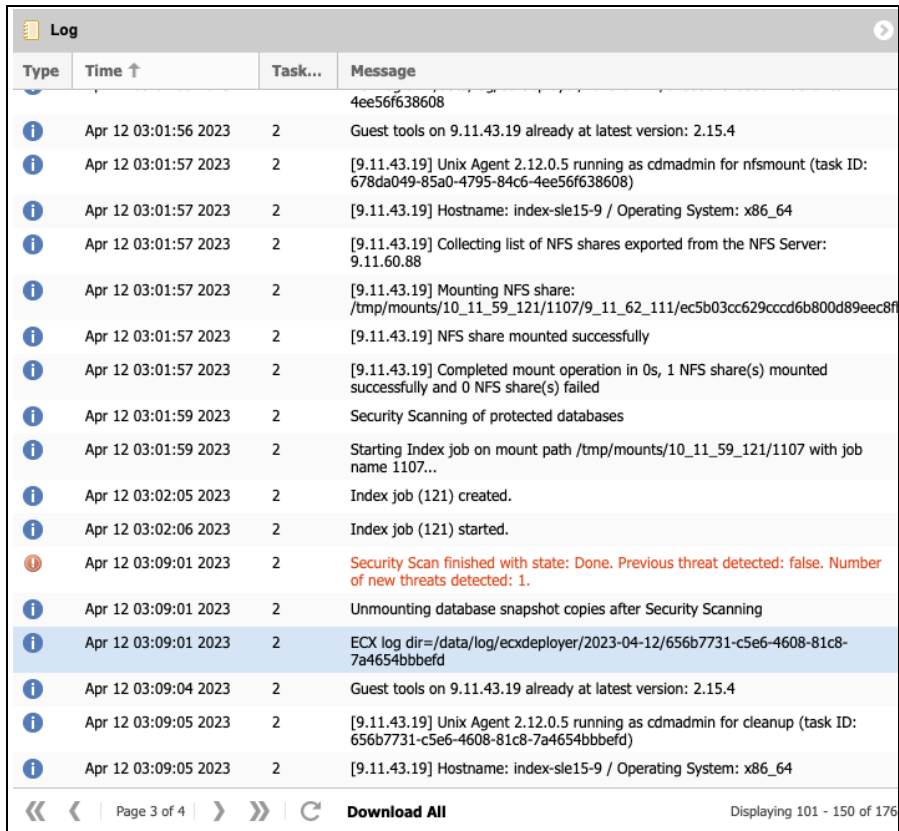 Log
Type Time Task... Message
4ee56f638608
Apr 12 03:01:56 2023 2 Guest tools on 9.11.43.19 already at latest version: 2.15.4
Apr 12 03:01:57 2023 2 [9.11.43.19] Unix Agent 2.12.0.5 running as cdmadmin for nfsmount (task ID:
678da049-85a0-4795-84c6-4ee56f638608)
Apr 12 03:01:57 2023 2 [9.11.43.19] Hostname: index-sle15-9 / Operating System: x86_64
Apr 12 03:01:57 2023 2 [9.11.43.19] Collecting list of NFS shares exported from the NFS Server:
9.11.60.88
Apr 12 03:01:57 2023 2 [9.11.43.19] Mounting NFS share:
/tmp/mounts/10_11_59_121/1107/9_11_62_111/ec5b03cc629cccd6b800d89eec8fl
Apr 12 03:01:57 2023 2 [9.11.43.19] NFS share mounted successfully
Apr 12 03:01:57 2023 2 [9.11.43.19] Completed mount operation in 0s, 1 NFS share(s) mounted
successfully and 0 NFS share(s) failed
Apr 12 03:01:59 2023 2 Security Scanning of protected databases
Apr 12 03:01:59 2023 2 Starting Index job on mount path /tmp/mounts/10_11_59_121/1107 with job
name 1107...
Apr 12 03:02:05 2023 2 Index job (121) created.
Apr 12 03:02:06 2023 2 Index job (121) started.
Apr 12 03:09:01 2023 2 Security Scan finished with state: Done. Previous threat detected: false. Number
of new threats detected: 1.
Apr 12 03:09:01 2023 2 Unmounting database snapshot copies after Security Scanning
Apr 12 03:09:01 2023 2 ECX log dir=/data/log/ecxdeployer/2023-04-12/656b7731-c5e6-4608-81c8-
7a4654bbbefd
Apr 12 03:09:04 2023 2 Guest tools on 9.11.43.19 already at latest version: 2.15.4
Apr 12 03:09:05 2023 2 [9.11.43.19] Unix Agent 2.12.0.5 running as cdmadmin for cleanup (task ID:
656b7731-c5e6-4608-81c8-7a4654bbbefd)
Apr 12 03:09:05 2023 2 [9.11.43.19] Hostname: index-sle15-9 / Operating System: x86_64
Page 3 of 4 Download All Displaying 101 - 150 of 176